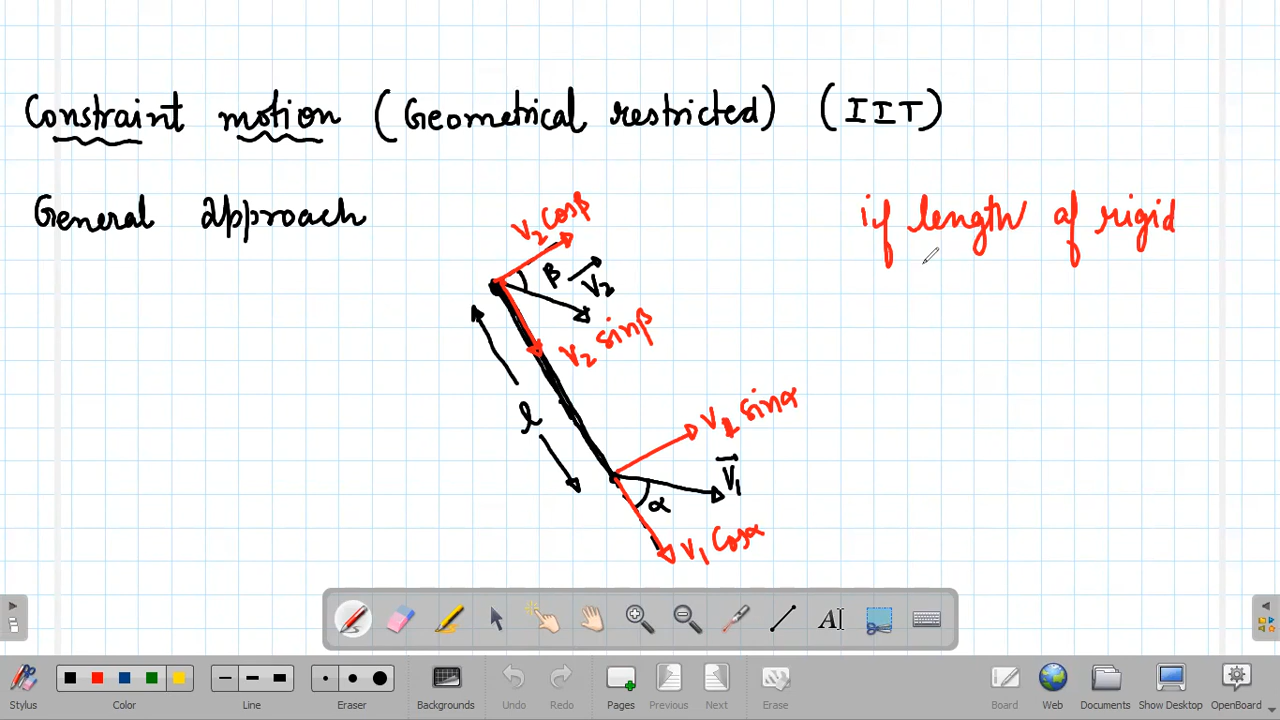 Constraint motion (Geometrical restricted) (IIT)
General approach
if length of rigid
V₂ cosβ
β
V₂
V₂ sinβ
l
V₁ sinα
V₁
α
V₁ cosα
Stylus
Color
Line
Eraser
Backgrounds
Undo
Redo
Pages
Previous
Next
Erase
Board
Web
Documents
Show Desktop
OpenBoard